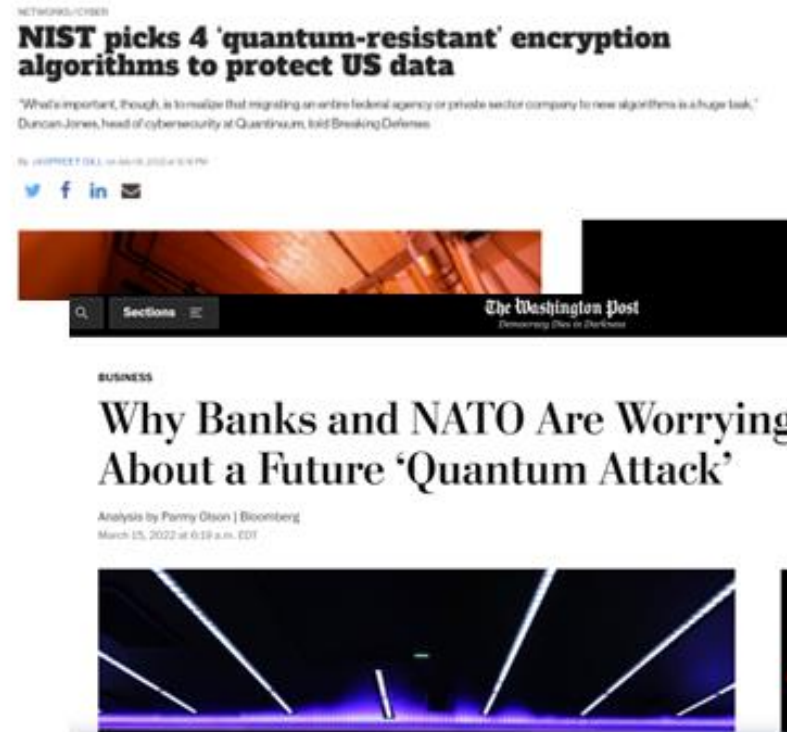 NETWORKS/CYBER
NIST picks 4 'quantum-resistant' encryption
algorithms to protect US data
"What's important, though, is to realize that migrating an entire federal agency or private sector company to new algorithms is a huge task,"
Duncan Jones, head of cybersecurity at Quantinuum, told Breaking Defense
By JASPREET GILL on
Sections
The Washington Post
Democracy Dies in Darkness
BUSINESS
Why Banks and NATO Are Worrying
About a Future ‘Quantum Attack’
Analysis by Parmy Olson | Bloomberg
March 15, 2022 at 6:19 a.m. EDT